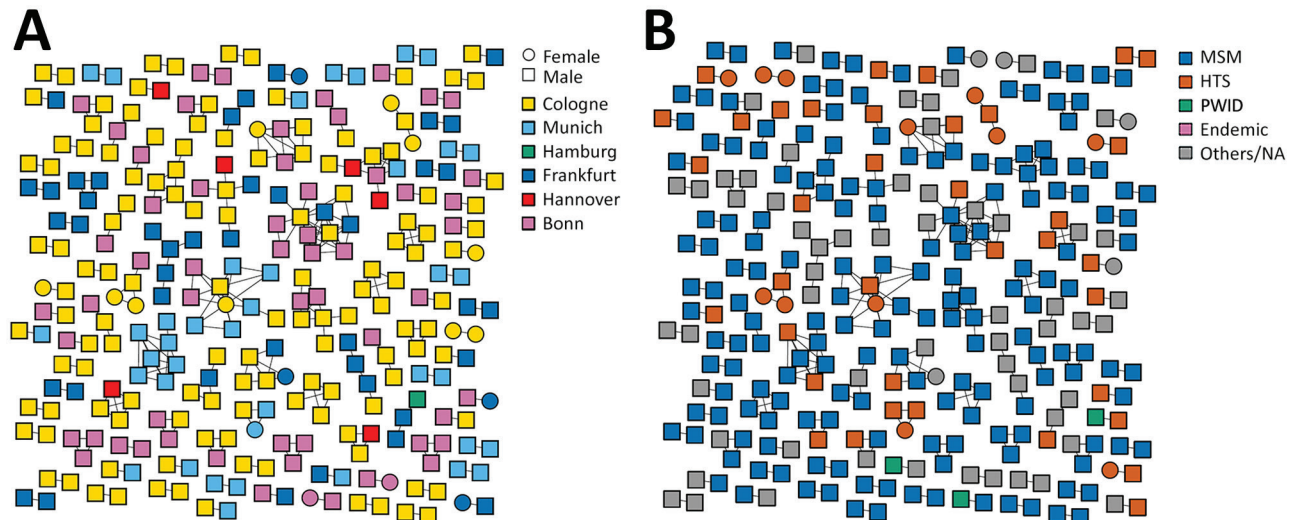 A
Female
Male
Cologne
Munich
Hamburg
Frankfurt
Hannover
Bonn
B
MSM
HTS
PWID
Endemic
Others/NA